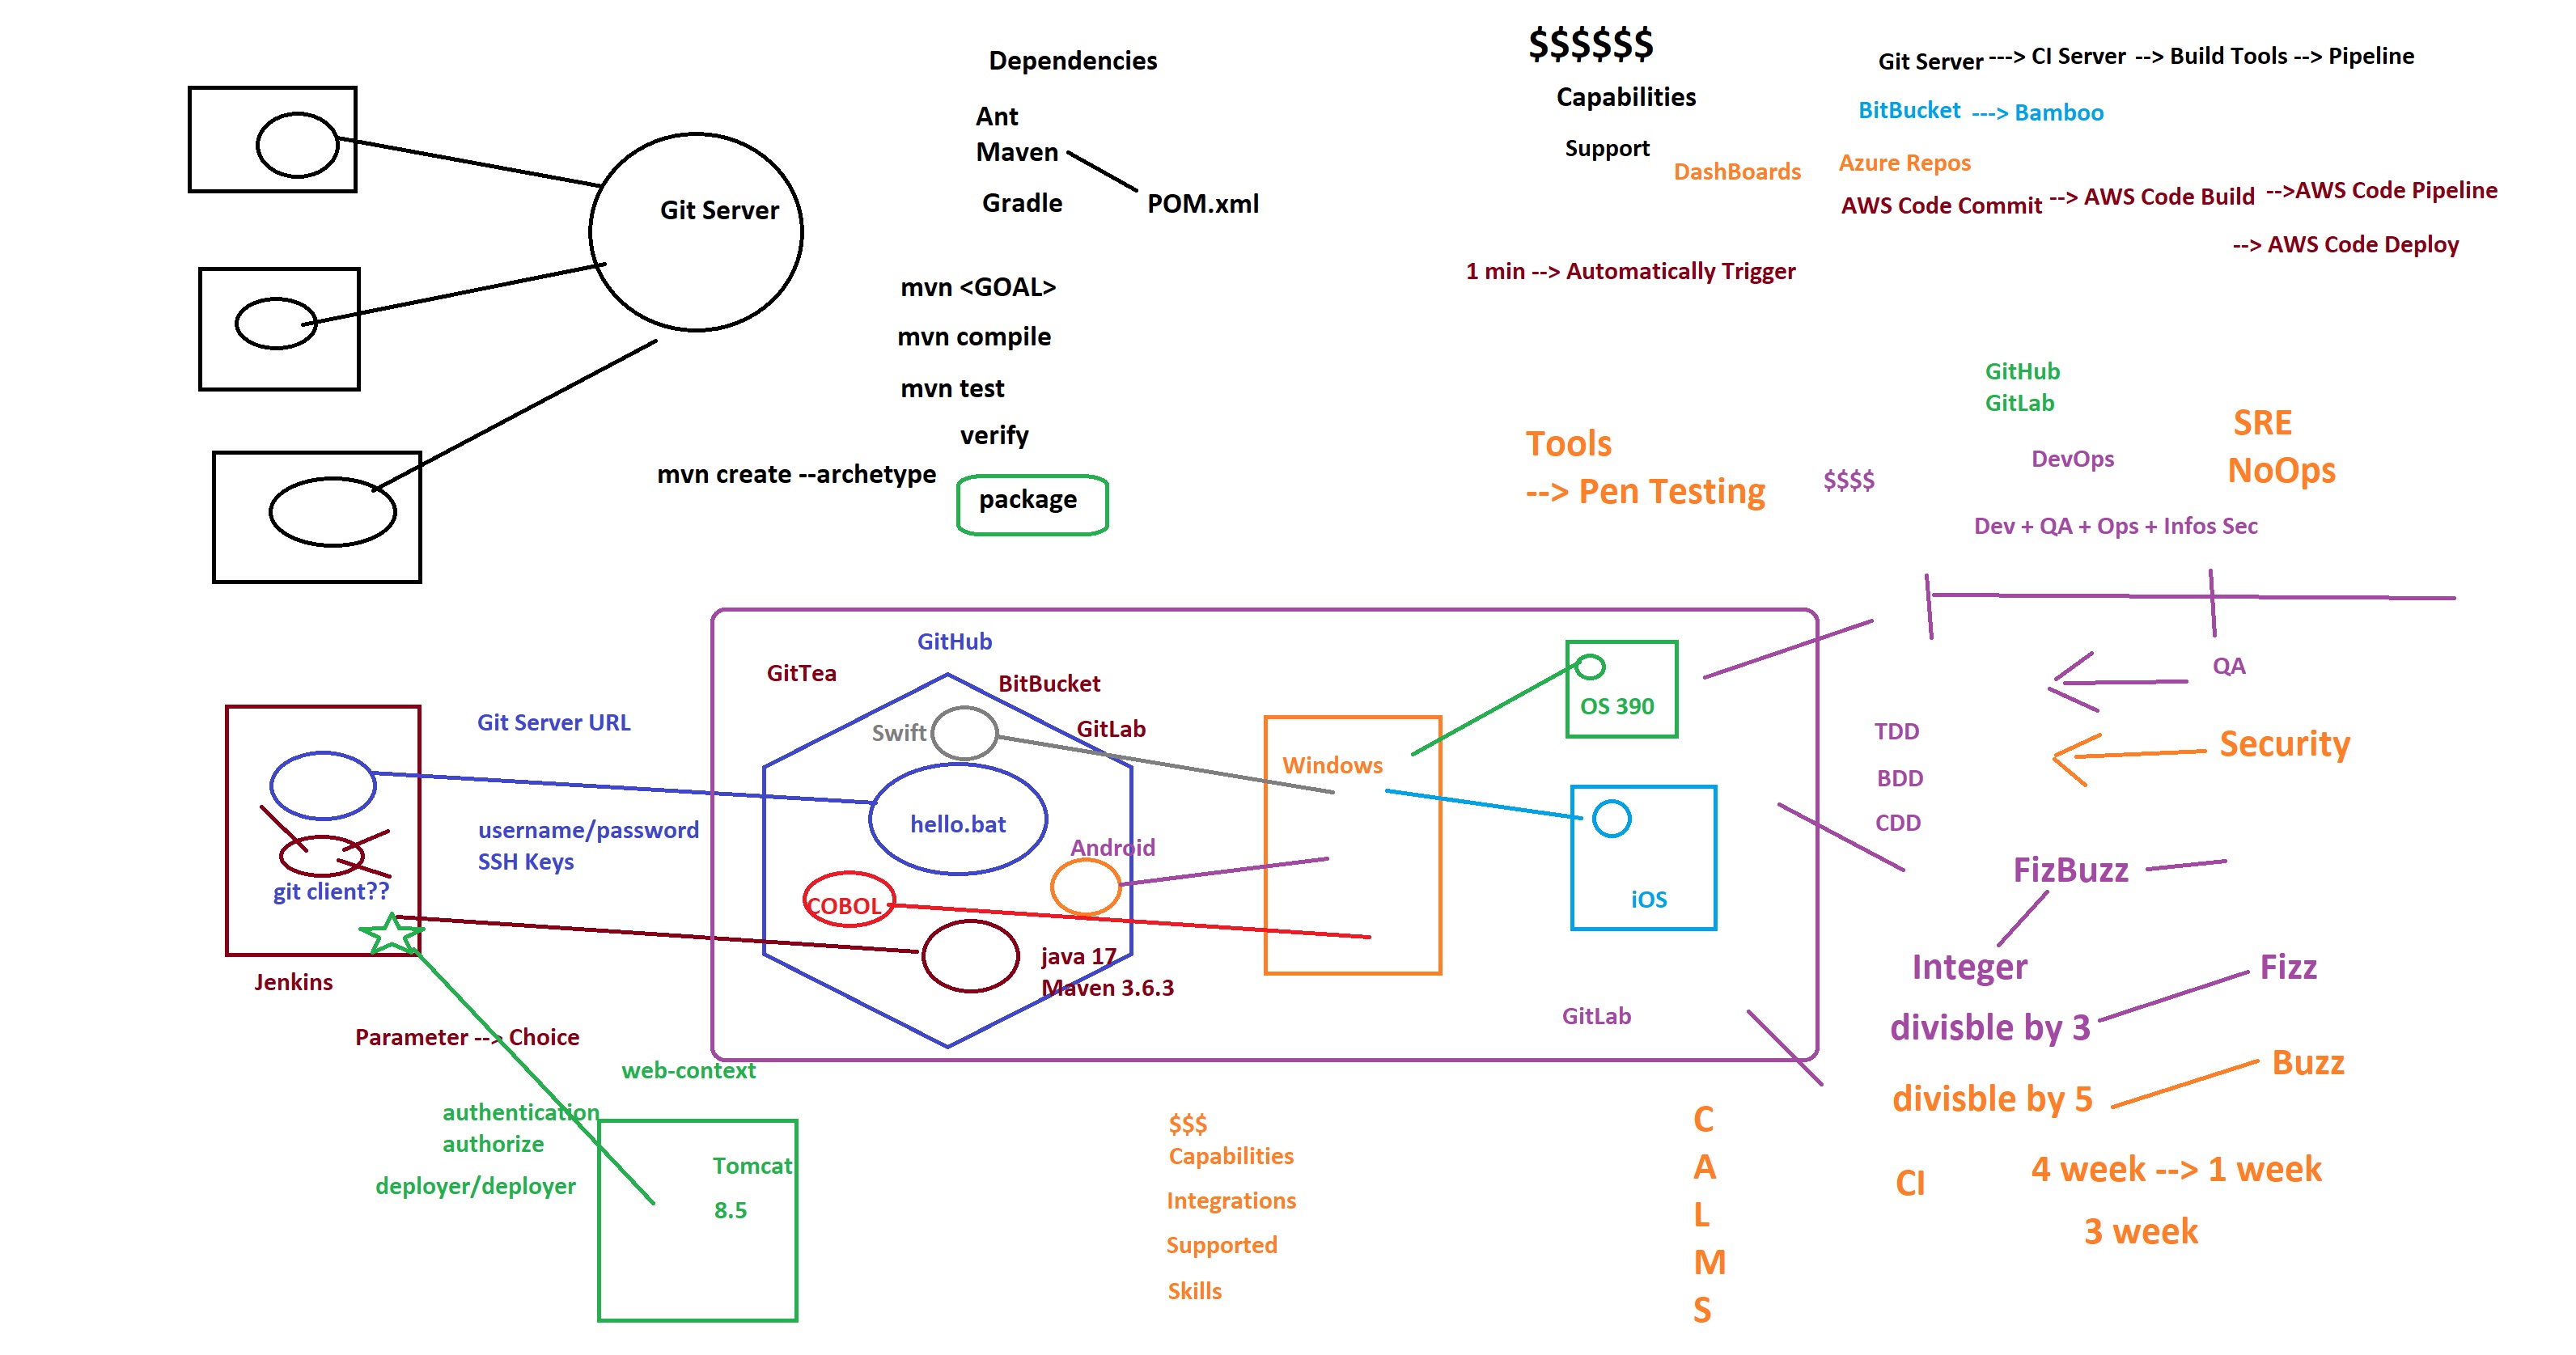 Git Server
Dependencies
Ant
Maven
Gradle
POM.xml
mvn <GOAL>
mvn compile
mvn test
verify
mvn create --archetype
package
$$$$$$
Capabilities
Support
DashBoards
Git Server ---> CI Server --> Build Tools --> Pipeline
BitBucket ---> Bamboo
Azure Repos
AWS Code Commit --> AWS Code Build -->AWS Code Pipeline
--> AWS Code Deploy
1 min --> Automatically Trigger
GitHub
GitLab
SRE
NoOps
DevOps
Tools
--> Pen Testing
$$$$
Dev + QA + Ops + Infos Sec
QA
Security
TDD
BDD
CDD
FizBuzz
Integer
Fizz
divisble by 3
Buzz
divisble by 5
CI
4 week --> 1 week
3 week
GitHub
GitTea
BitBucket
Swift
GitLab
hello.bat
Android
COBOL
java 17
Maven 3.6.3
Windows
OS 390
iOS
GitLab
Git Server URL
username/password
SSH Keys
git client??
Jenkins
Parameter --> Choice
web-context
authentication
authorize
deployer/deployer
Tomcat
8.5
$$$
Capabilities
Integrations
Supported
Skills
C
A
L
M
S